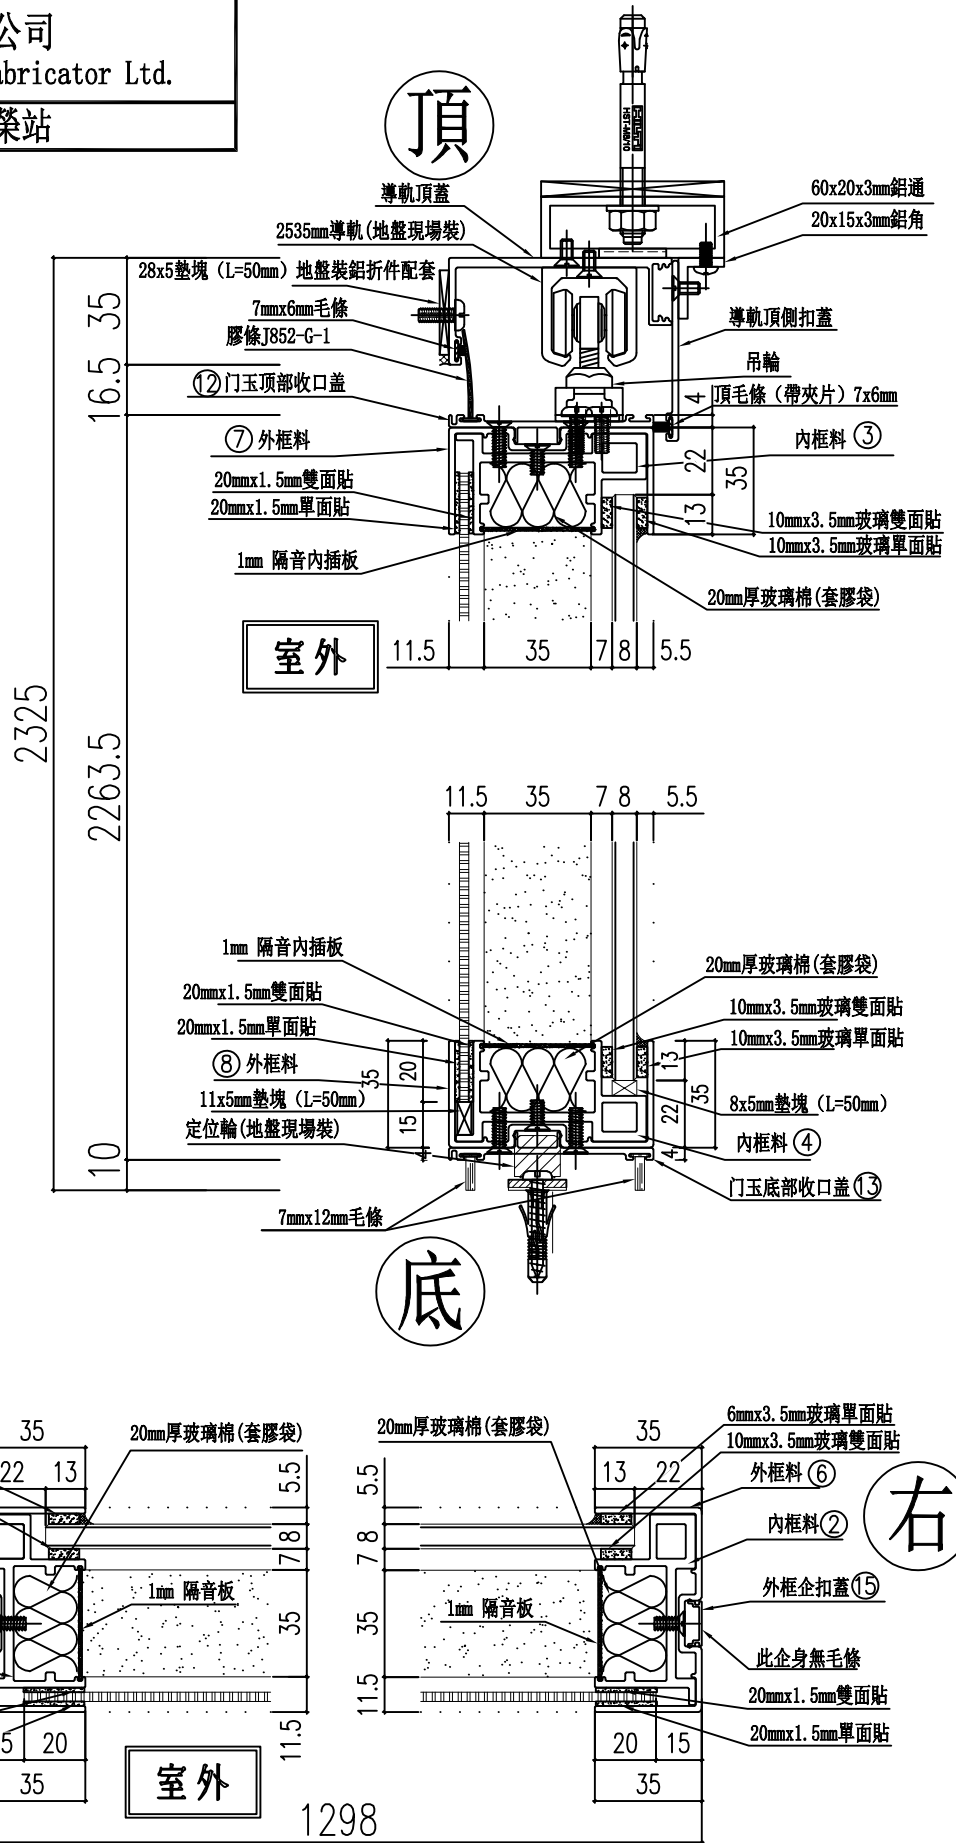 公司
abricator Ltd.
榮站
頂
HST-M8/10
導軌頂蓋
60x20x3mm鋁通
2535mm導軌(地盤現場裝)
20x15x3mm鋁角
28x5墊塊（L=50mm）地盤裝鋁折件配套
35
7mmx6mm毛條
導軌頂側扣蓋
膠條J852-G-1
吊輪
16.5
⑫门玉顶部收口盖
4
頂毛條（帶夾片）7x6mm
⑦外框料
內框料③
22
35
20mmx1.5mm雙面貼
20mmx1.5mm單面貼
13
10mmx3.5mm玻璃雙面貼
10mmx3.5mm玻璃單面貼
1mm 隔音內插板
20mm厚玻璃棉(套膠袋)
室外
11.5 35 7 8 5.5
2325
2263.5
11.5 35 7 8 5.5
1mm 隔音內插板
20mm厚玻璃棉(套膠袋)
20mmx1.5mm雙面貼
10mmx3.5mm玻璃雙面貼
20mmx1.5mm單面貼
10mmx3.5mm玻璃單面貼
⑧外框料
35
20
13
35
11x5mm墊塊（L=50mm）
8x5mm墊塊（L=50mm）
15
22
定位輪(地盤現場裝)
內框料④
10
4
4
门玉底部收口盖⑬
7mmx12mm毛條
底
35
20mm厚玻璃棉(套膠袋)
20mm厚玻璃棉(套膠袋)
6mmx3.5mm玻璃單面貼
35
10mmx3.5mm玻璃雙面貼
22 13
5.5
5.5
13 22
外框料⑥
右
8
8
內框料②
7
7
1mm 隔音板
1mm 隔音板
外框企扣蓋⑮
35
35
此企身無毛條
11.5
11.5
20mmx1.5mm雙面貼
5 20
20 15
20mmx1.5mm單面貼
35
室外
35
1298